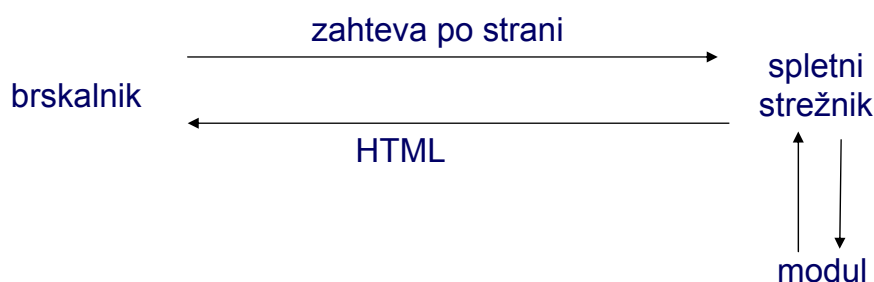 zahteva po strani
brskalnik
spletni
strežnik
HTML
modul